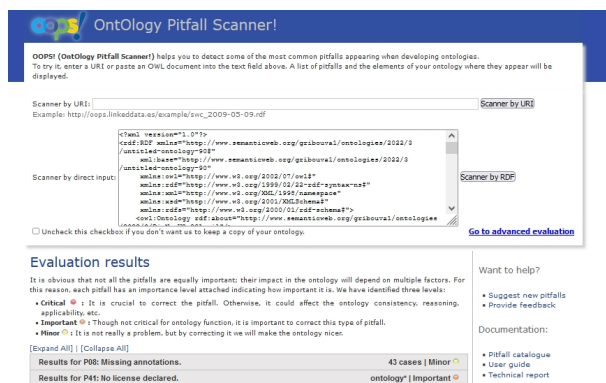 OOPS! OntOlogy Pitfall Scanner!
OOPS! (OntOlogy Pitfall Scanner!) helps you to detect some of the most common pitfalls appearing when developing ontologies.
To try it, enter a URI or paste an OWL document into the text field above. A list of pitfalls and the elements of your ontology where they appear will be
displayed.
Scanner by URI: Scanner by URI
Example: http://oops.linkeddata.es/example/swc_2009-05-09.rdf
<?xml version="1.0"?>
<rdf:RDF xmlns="http://www.semanticweb.org/gribouval/ontologies/2022/3
/untitled-ontology-90#"
xml:base="http://www.semanticweb.org/gribouval/ontologies/2022/3
/untitled-ontology-90"
xmlns:owl="http://www.w3.org/2002/07/owl#"
xmlns:rdf="http://www.w3.org/1999/02/22-rdf-syntax-ns#"
xmlns:xml="http://www.w3.org/XML/1998/namespace"
xmlns:xsd="http://www.w3.org/2001/XMLSchema#"
xmlns:rdfs="http://www.w3.org/2000/01/rdf-schema#">
<owl:Ontology rdf:about="http://www.semanticweb.org/gribouval/ontologies
Scanner by direct input: Scanner by RDF
Uncheck this checkbox if you don't want us to keep a copy of your ontology. Go to advanced evaluation
Evaluation results
It is obvious that not all the pitfalls are equally important; their impact in the ontology will depend on multiple factors. For
this reason, each pitfall has an importance level attached indicating how important it is. We have identified three levels:
• Critical : It is crucial to correct the pitfall. Otherwise, it could affect the ontology consistency, reasoning,
applicability, etc.
• Important : Though not critical for ontology function, it is important to correct this type of pitfall.
• Minor : It is not really a problem, but by correcting it we will make the ontology nicer.
[Expand All] | [Collapse All]
Results for P08: Missing annotations. 43 cases | Minor
Results for P41: No license declared. ontology* | Important
Want to help?
• Suggest new pitfalls
• Provide feedback
Documentation:
• Pitfall catalogue
• User guide
• Technical report